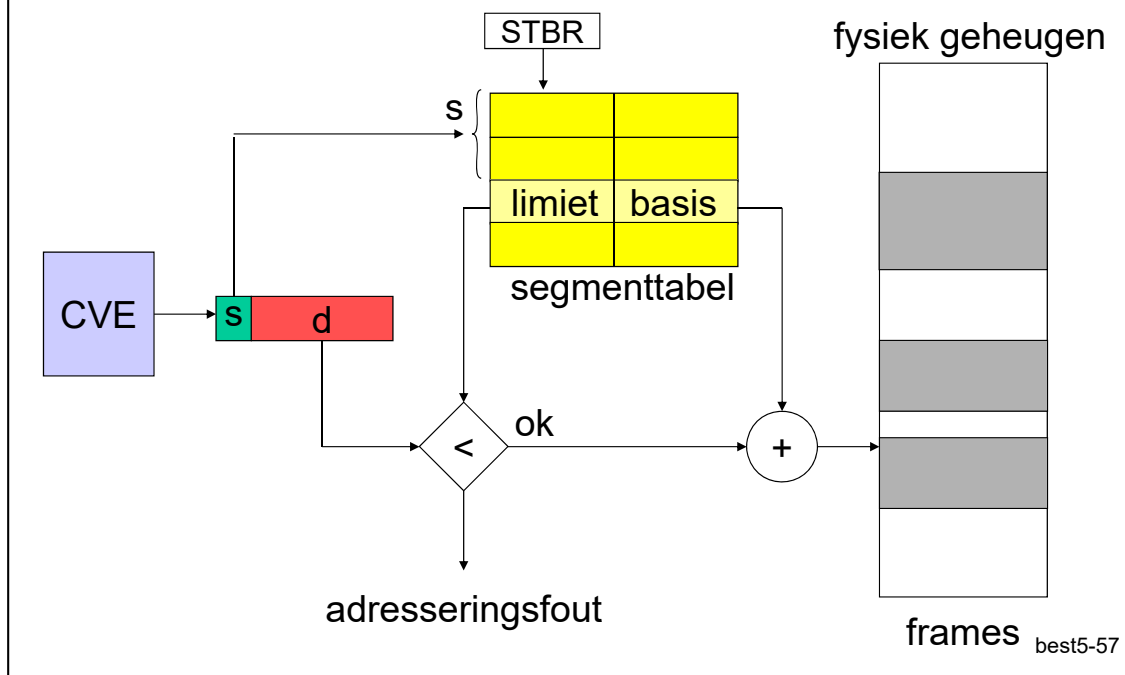 STBR
fysiek geheugen
s
limiet basis
segmenttabel
CVE
s d
< ok +
adresseringsfout
frames
best5-57